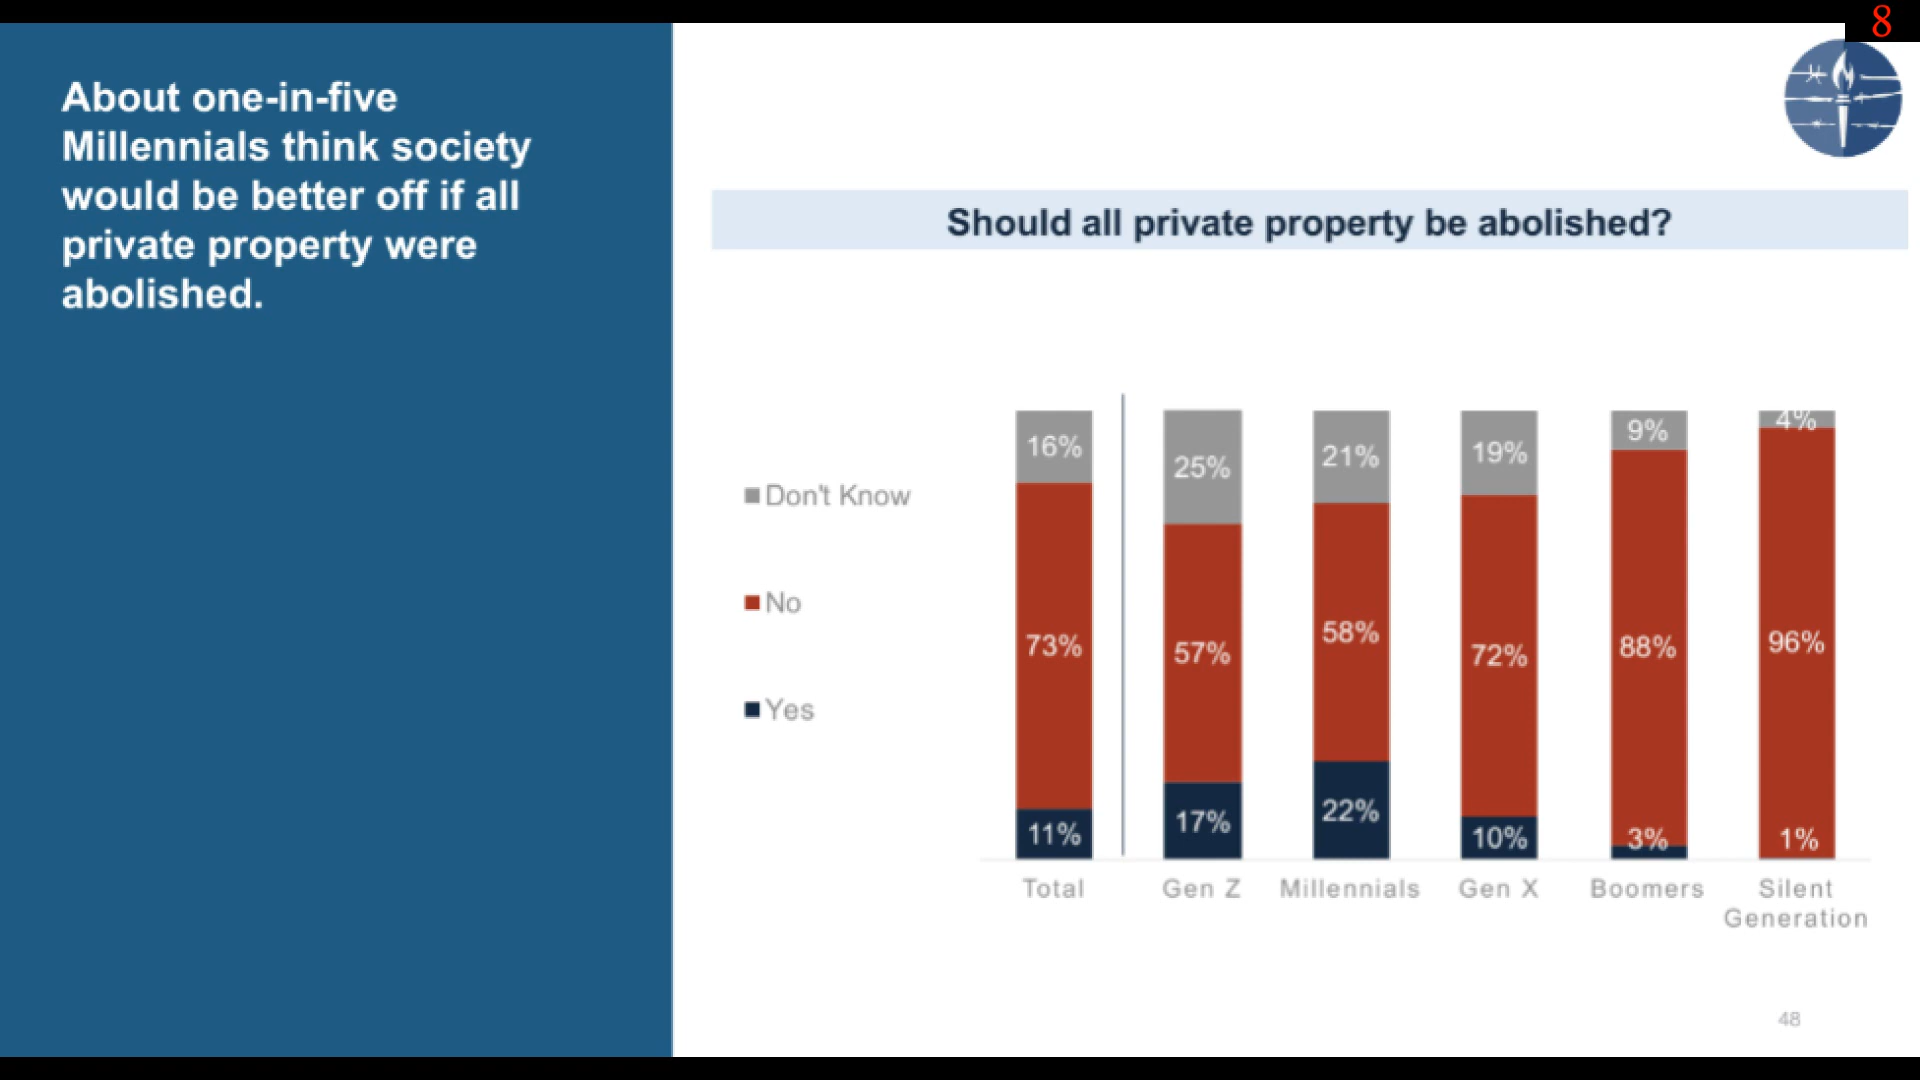 8
About one-in-five
Millennials think society
would be better off if all
private property were
abolished.
Should all private property be abolished?
Don't Know
No
Yes
16% 25% 21% 19% 9% 4%
73% 57% 58% 72% 88% 96%
11% 17% 22% 10% 3% 1%
Total Gen Z Millennials Gen X Boomers Silent
Generation
48